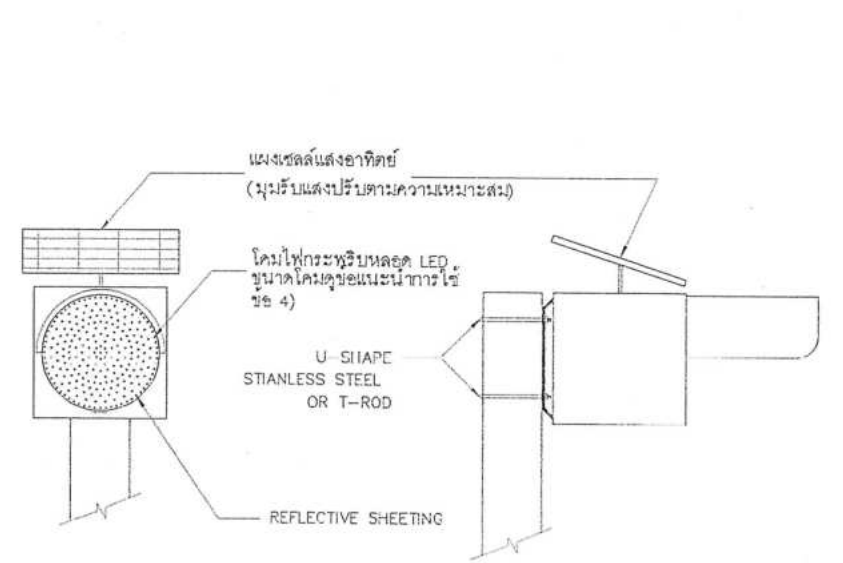 แผงเซลล์แสงอาทิตย์
(มุมรับแสงปรับตามความเหมาะสม)
โคมไฟกระพริบหลอด LED
ขนาดโคมดูข้อแนะนำการใช้
ข้อ 4)
U-SHAPE
STIANLESS STEEL
OR T-ROD
REFLECTIVE SHEETING